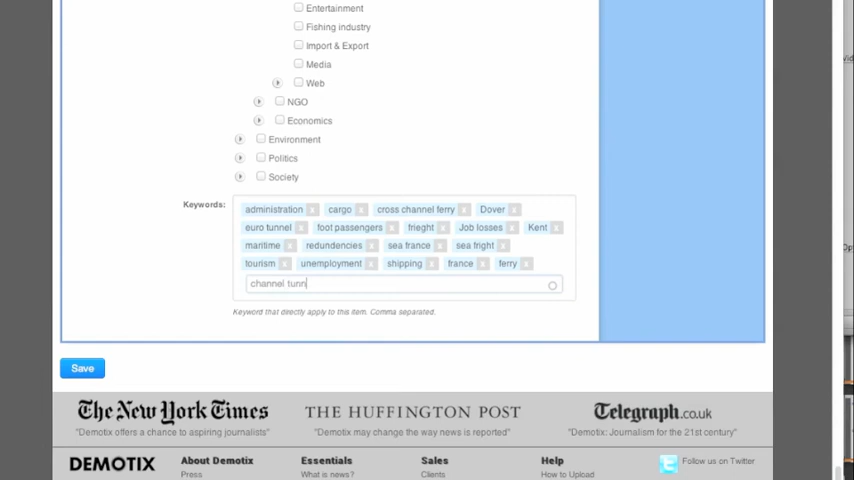 Entertainment
Fishing industry
Import & Export
Media
Web
NGO
Economics
Environment
Politics
Society
Keywords:
administration x cargo x cross channel ferry x Dover x
euro tunnel x foot passengers x frieght x Job losses x Kent x
maritime x redundencies x sea france x sea fright x
tourism x unemployment x shipping x france x ferry x
channel tunn
Keyword that directly apply to this item. Comma separated.
Save
The New York Times THE HUFFINGTON POST Telegraph.co.uk
"Demotix offers a chance to aspiring journalists" "Demotix may change the way news is reported" "Demotix: Journalism for the 21st century"
DEMOTIX About Demotix Essentials Sales Help Follow us on Twitter
Press What is news? Clients How to Upload